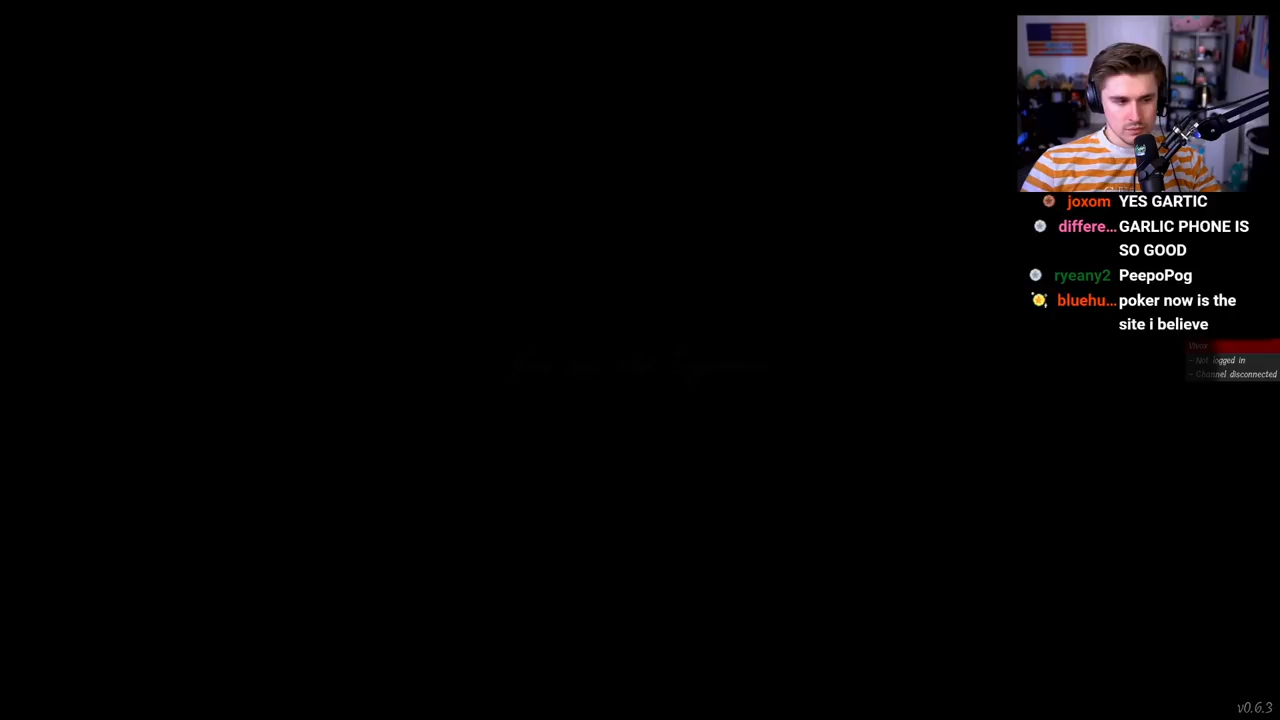 joxom YES GARTIC
differe... GARLIC PHONE IS
SO GOOD
ryeany2 PeepoPog
bluehu... poker now is the
site i believe
Vivox
- Not logged in
- Channel disconnected
v0.6.3